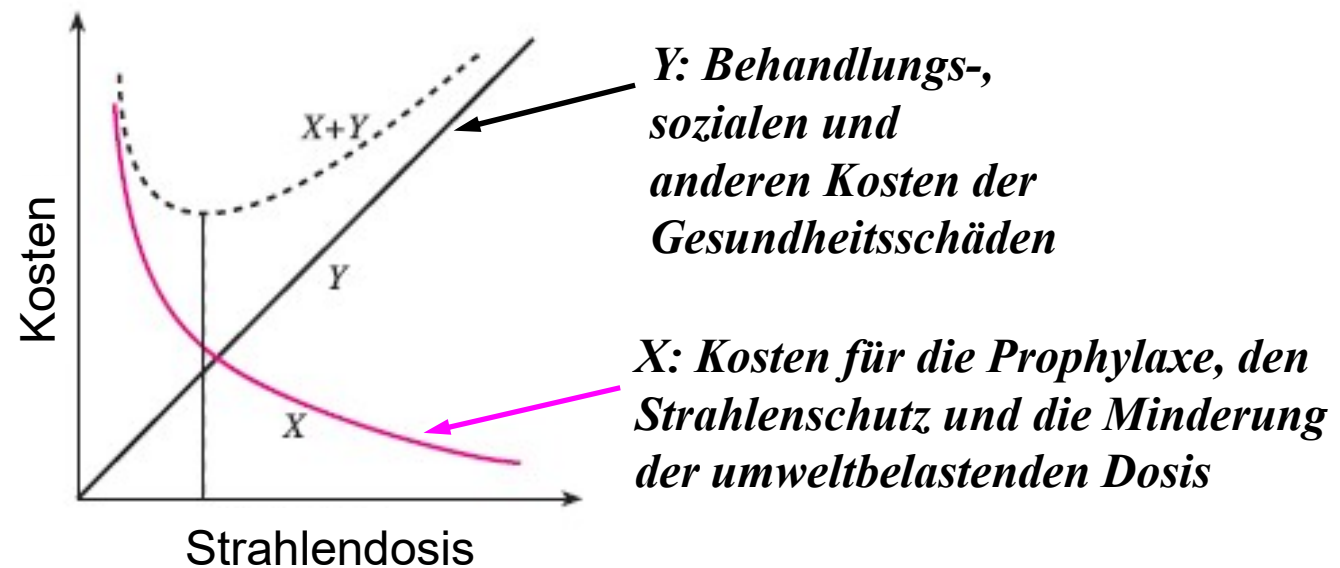 Kosten
X+Y
Y
X
Strahlendosis
Y: Behandlungs-,
sozialen und
anderen Kosten der
Gesundheitsschäden
X: Kosten für die Prophylaxe, den
Strahlenschutz und die Minderung
der umweltbelastenden Dosis